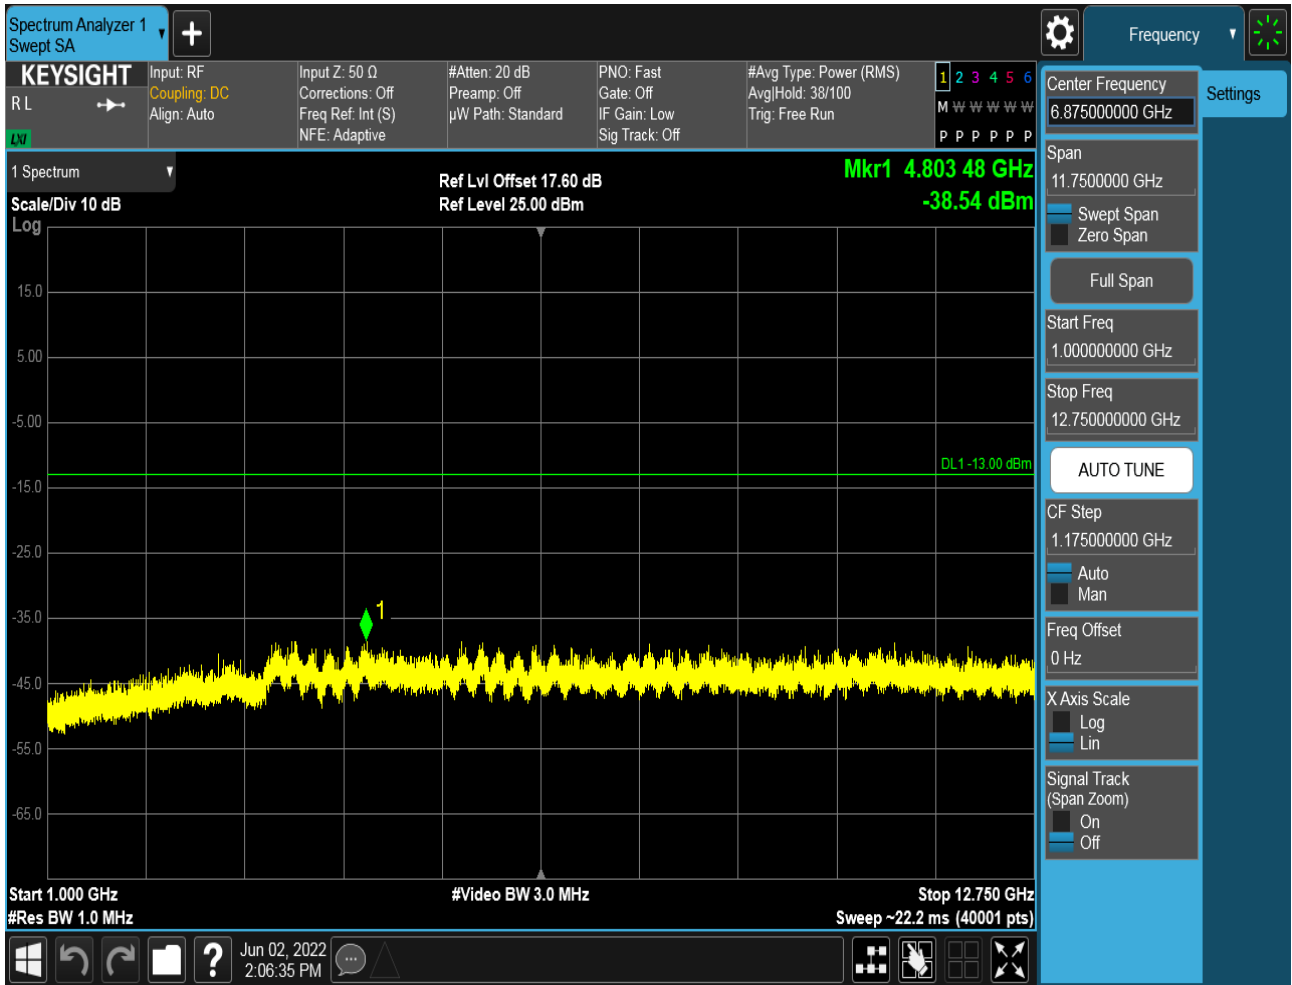 Spectrum Analyzer 1
Swept SA
Frequency
KEYSIGHT
R L
LXI
Input: RF
Coupling: DC
Align: Auto
Input Z: 50 Ω
Corrections: Off
Freq Ref: Int (S)
NFE: Adaptive
#Atten: 20 dB
Preamp: Off
µW Path: Standard
PNO: Fast
Gate: Off
IF Gain: Low
Sig Track: Off
#Avg Type: Power (RMS)
Avg|Hold: 38/100
Trig: Free Run
1 2 3 4 5 6
M W W W W W
P P P P P P
1 Spectrum
Scale/Div 10 dB
Log
Ref Lvl Offset 17.60 dB
Ref Level 25.00 dBm
Mkr1 4.803 48 GHz
-38.54 dBm
15.0
5.00
-5.00
DL1 -13.00 dBm
-15.0
-25.0
-35.0
1
-45.0
-55.0
-65.0
Start 1.000 GHz
#Res BW 1.0 MHz
#Video BW 3.0 MHz
Stop 12.750 GHz
Sweep ~22.2 ms (40001 pts)
Jun 02, 2022
2:06:35 PM
Center Frequency
6.875000000 GHz
Settings
Span
11.7500000 GHz
Swept Span
Zero Span
Full Span
Start Freq
1.000000000 GHz
Stop Freq
12.750000000 GHz
AUTO TUNE
CF Step
1.175000000 GHz
Auto
Man
Freq Offset
0 Hz
X Axis Scale
Log
Lin
Signal Track
(Span Zoom)
On
Off